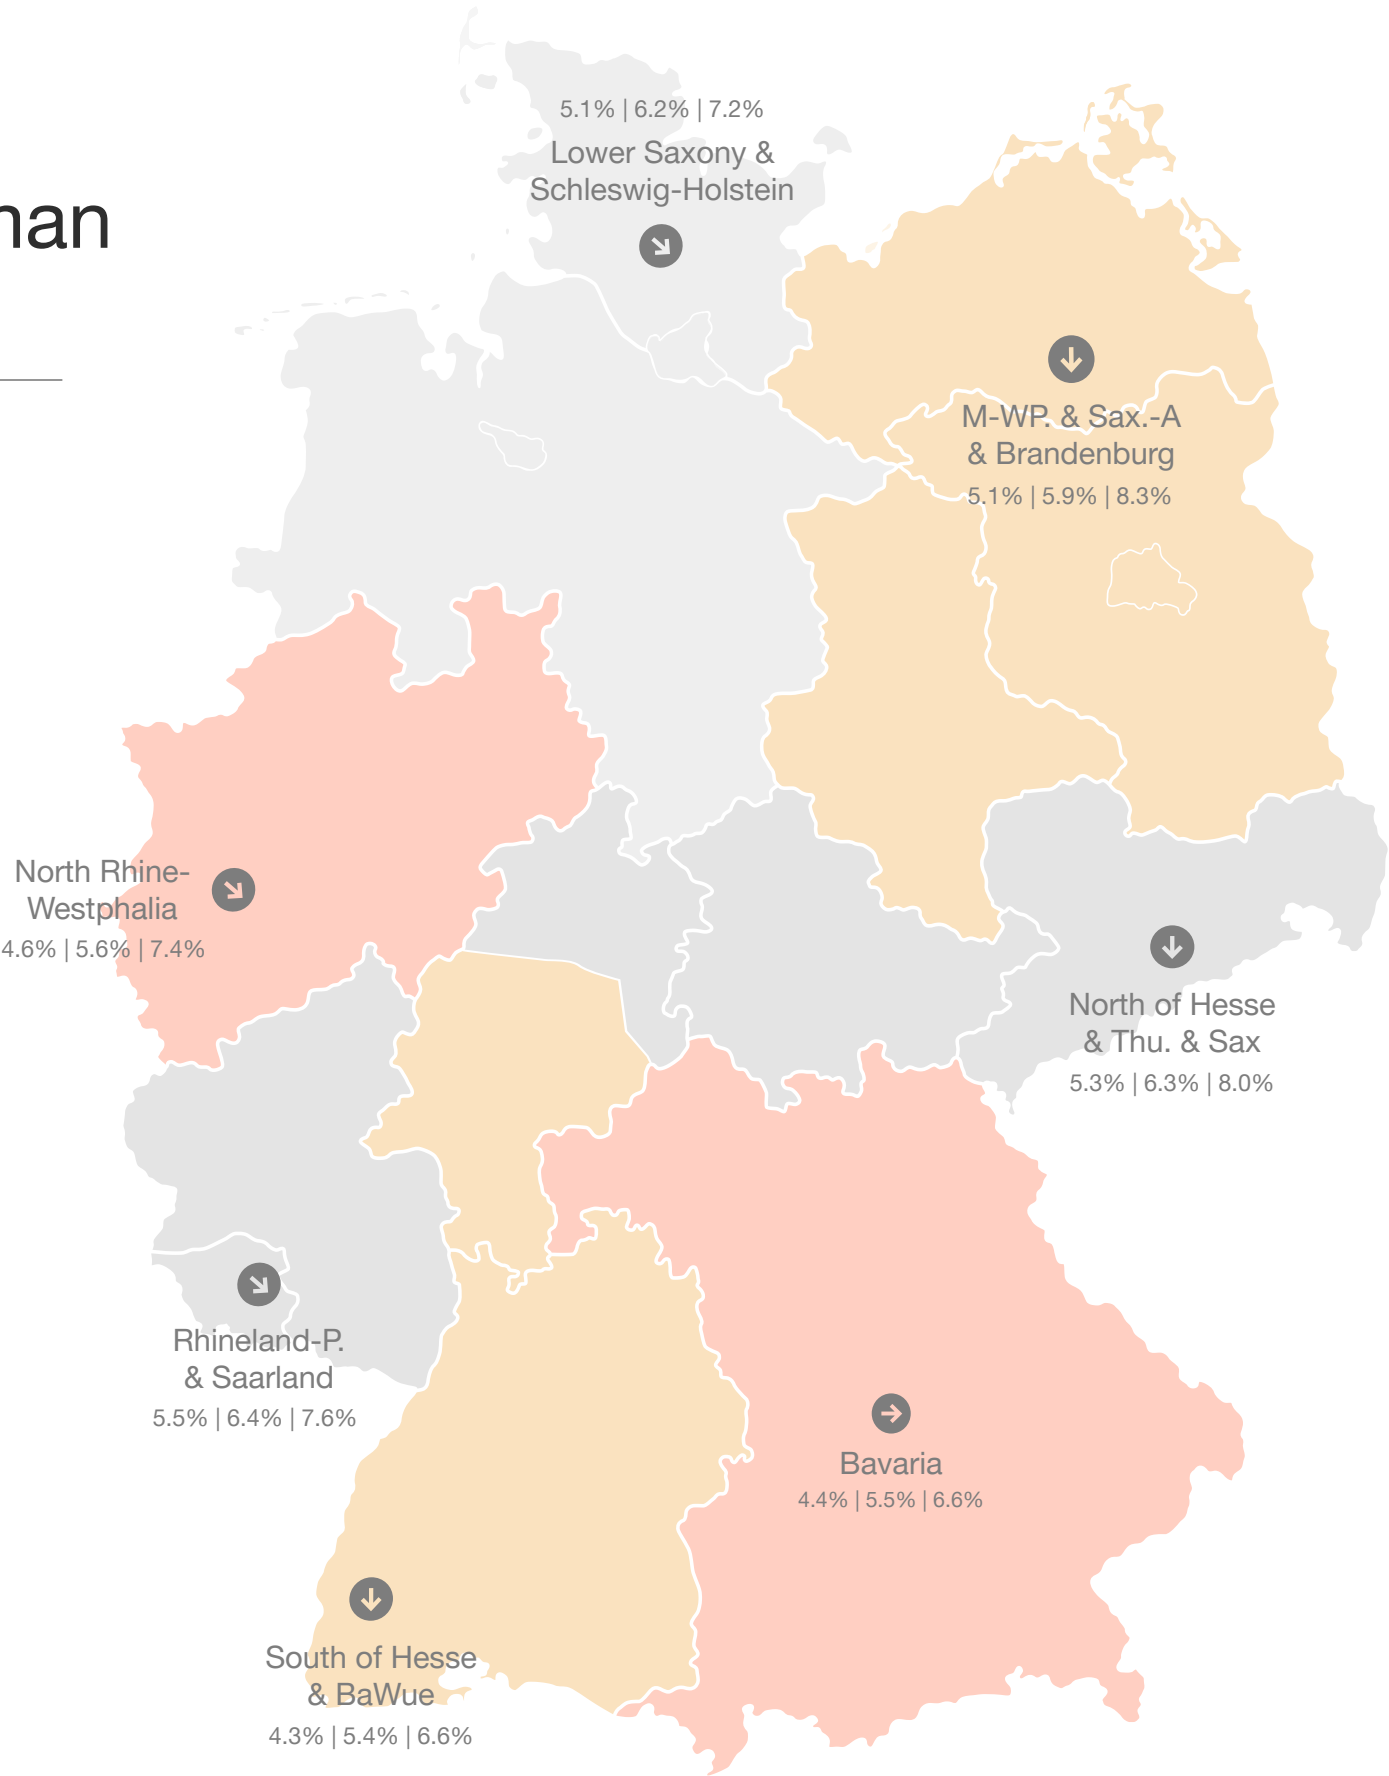 5.1% | 6.2% | 7.2%
Lower Saxony &
Schleswig-Holstein
M-WP. & Sax.-A
& Brandenburg
5.1% | 5.9% | 8.3%
North Rhine-
Westphalia
4.6% | 5.6% | 7.4%
North of Hesse
& Thu. & Sax
5.3% | 6.3% | 8.0%
Rhineland-P.
& Saarland
5.5% | 6.4% | 7.6%
Bavaria
4.4% | 5.5% | 6.6%
South of Hesse
& BaWue
4.3% | 5.4% | 6.6%